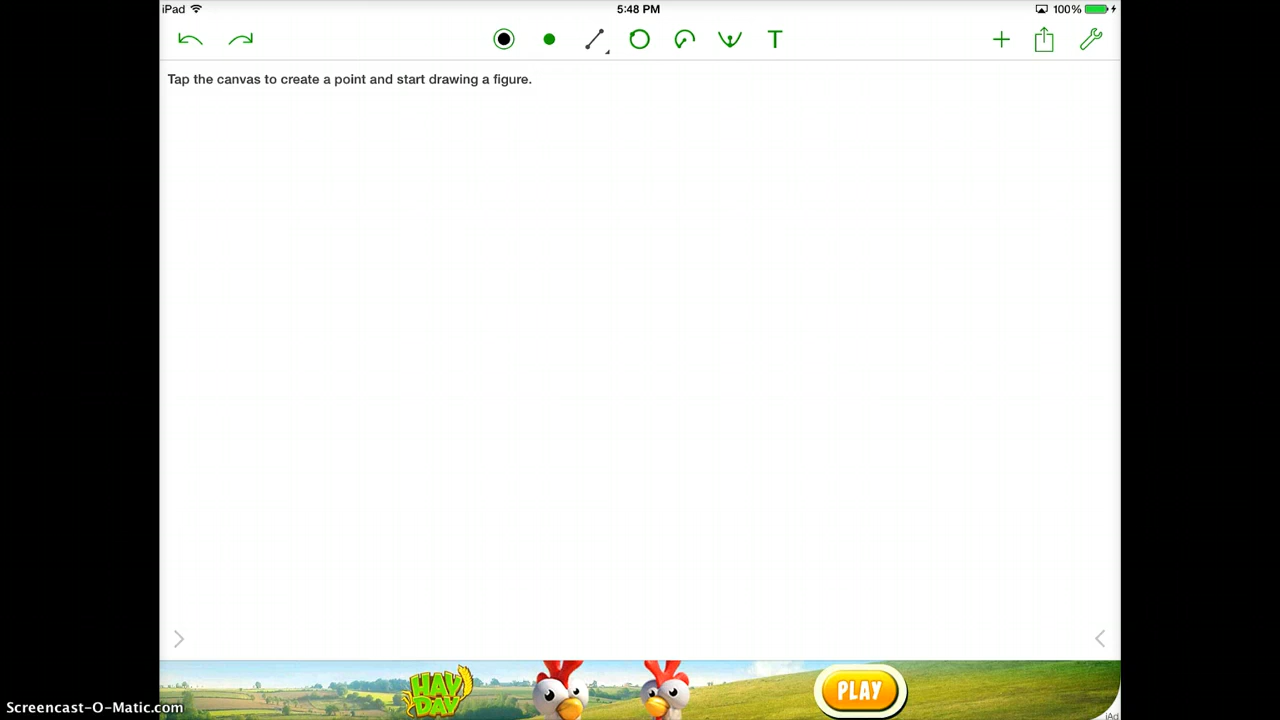 iPad 5:48 PM 100%
T
Tap the canvas to create a point and start drawing a figure.
HAY DAY
PLAY
iAd
Screencast-O-Matic.com